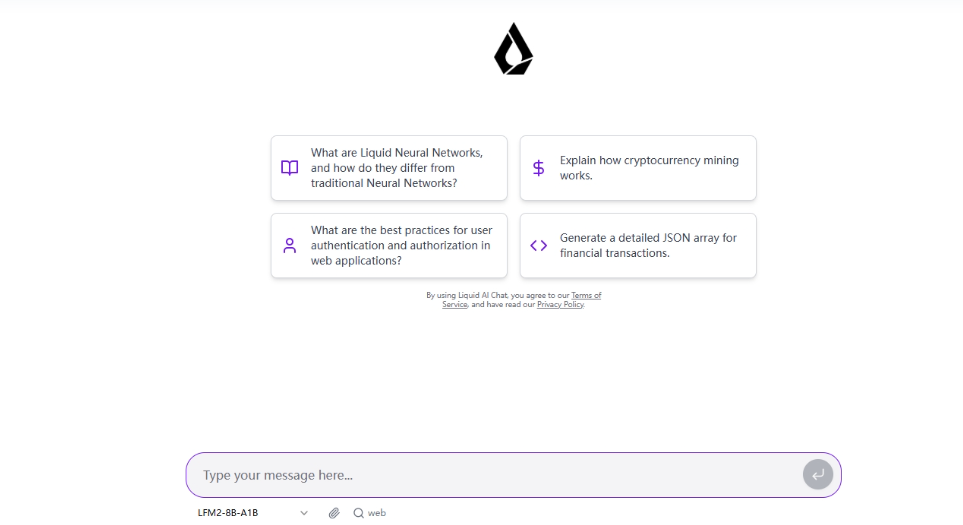 What are Liquid Neural Networks,
and how do they differ from
traditional Neural Networks?
Explain how cryptocurrency mining
works.
What are the best practices for user
authentication and authorization in
web applications?
Generate a detailed JSON array for
financial transactions.
By using Liquid AI Chat, you agree to our Terms of
Service, and have read our Privacy Policy.
Type your message here...
LFM2-8B-A1B
web